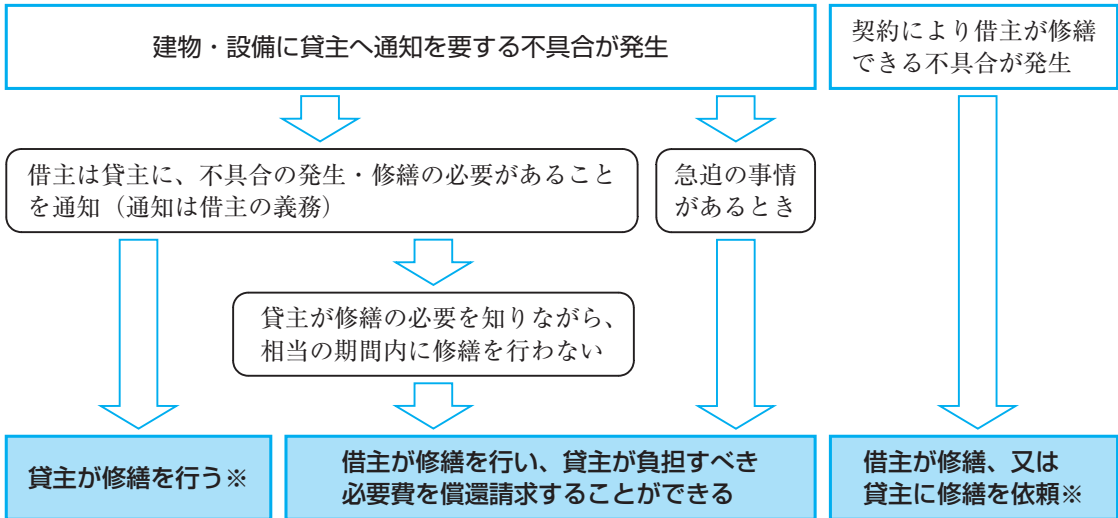 建物・設備に貸主へ通知を要する不具合が発生
契約により借主が修繕
できる不具合が発生
借主は貸主に、不具合の発生・修繕の必要があること
を通知（通知は借主の義務）
急迫の事情
があるとき
貸主が修繕の必要を知りながら、
相当の期間内に修繕を行わない
貸主が修繕を行う※
借主が修繕を行い、貸主が負担すべき
必要費を償還請求することができる
借主が修繕、又は
貸主に修繕を依頼※